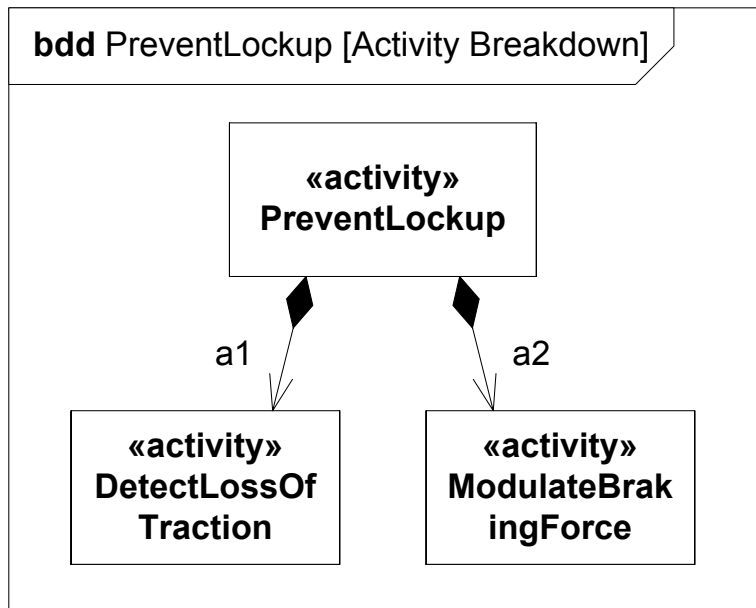 bdd PreventLockup [Activity Breakdown]
«activity»
PreventLockup
a1
a2
«activity»
DetectLossOf
Traction
«activity»
ModulateBrak
ingForce